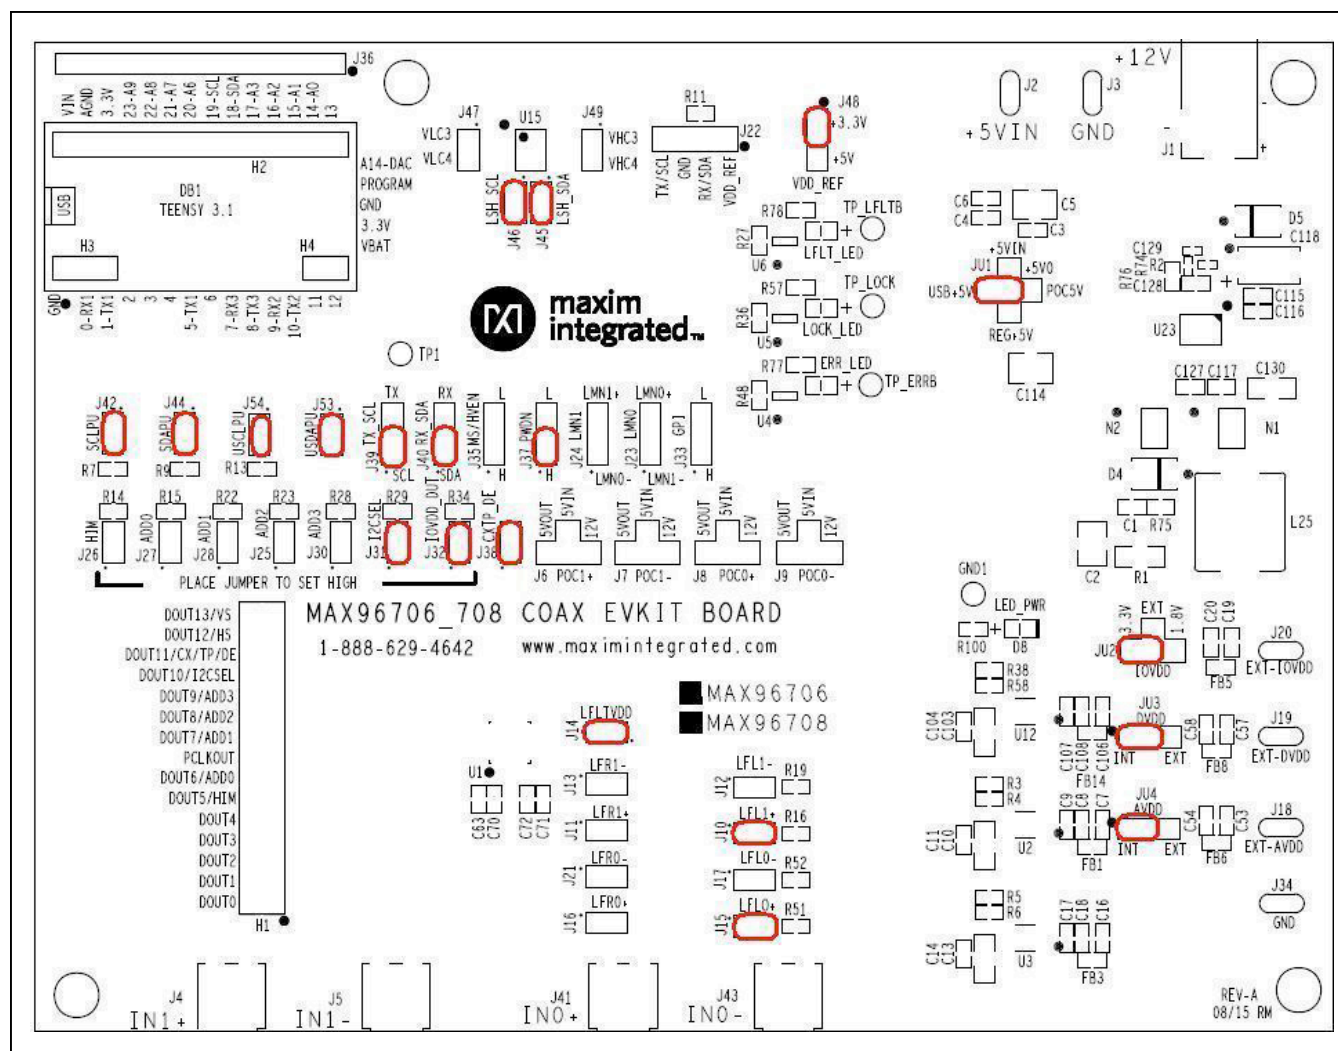 J36
+12V
VIN
AGND
3.3V
23-A9
22-A8
21-A7
20-A6
19-SCL
18-SDA
17-A3
16-A2
15-A1
14-A0
13
J47
U15
J49
R11
J48
J2
J3
+5VIN
GND
J1
-
-
+
VLC3
VLC4
VHC3
VHC4
J22
+3.3V
+5V
VDD_REF
TX/SCL
GND
RX/SDA
VDD_REF
H2
DB1
TEENSY 3.1
USB
H3
H4
A14-DAC
PROGRAM
GND
3.3V
VBAT
LSH_SCL
LSH_SDA
J46
J45
GND
0-RX1
1-TX1
2
3
4
5-TX1
6
7-RX3
8-TX3
9-RX2
10-TX2
11
12
maxim
integrated™
R78
TP_LFLTB
R27
+
LFLT_LED
U6
R57
TP_LOCK
R36
+
LOCK_LED
U5
R77
ERR_LED
R48
+
TP_ERRB
U4
C6
C4
C5
C3
+5VIN
JU1
+5VO
USB+5V
POC5V
REG+5V
C114
D5
C118
C129
R74
R2
R76
C128
+
C115
C116
U23
C127
C117
C130
N2
N1
D4
C1
R75
L25
C2
R1
TP1
J42
SCLPU
R7
J44
SDAPU
R9
J54
USCLPU
R13
J53
USDAPU
TX
J39
TX_SCL
SCL
RX
J40
RX_SDA
SDA
L
J35
MS/HVEN
H
L
J37
PWDN
H
LMN1+
J24
LMN1
LMN0-
LMN0+
J23
LMN0
LMN1-
L
J33
GPI
H
R14
HIM
J26
R15
ADD0
J27
R22
ADD1
J28
R23
ADD2
J25
R28
ADD3
J30
R29
I2CSEL
J31
R34
IOVDD_DUT
J32
CXTP_DE
J38
5VOUT
5VIN
12V
J6 POC1+
5VOUT
5VIN
12V
J7 POC1-
5VOUT
5VIN
12V
J8 POC0+
5VOUT
5VIN
12V
J9 POC0-
PLACE JUMPER TO SET HIGH
MAX96706_708 COAX EVKIT BOARD
1-888-629-4642
www.maximintegrated.com
MAX96706
MAX96708
DOUT13/VS
DOUT12/HS
DOUT11/CX/TP/DE
DOUT10/I2CSEL
DOUT9/ADD3
DOUT8/ADD2
DOUT7/ADD1
PCLKOUT
DOUT6/ADD0
DOUT5/HIM
DOUT4
DOUT3
DOUT2
DOUT1
DOUT0
H1
U1
C63
C70
C72
C71
LFLTVDD
J14
LFR1-
J13
LFR1+
J11
LFR0-
J21
LFR0+
J16
LFL1-
J12
R19
LFL1+
J10
R16
LFL0-
J17
R52
LFL0+
J15
R51
GND1
LED_PWR
+
R100
D8
R38
R58
C104
C103
U12
C107
C108
C106
FB14
R3
R4
C11
C10
U2
C9
C8
C7
FB1
R5
R6
C14
C13
U3
C17
C18
C16
FB3
3.3V
EXT
1.8V
JU2
IOVDD
C20
C19
FB5
J20
EXT-IOVDD
JU3
DVDD
INT
EXT
C58
C57
FB8
J19
EXT-DVDD
JU4
AVDD
INT
EXT
C54
C53
FB6
J18
EXT-AVDD
J34
GND
J4
IN1+
J5
IN1-
J41
IN0+
J43
IN0-
REV-A
08/15 RM